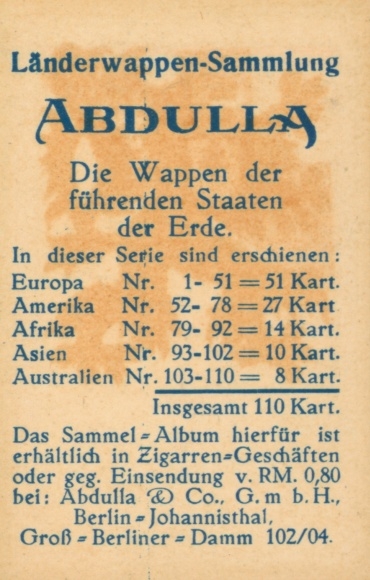 Länderwappen-Sammlung
ABDULLA
Die Wappen der
führenden Staaten
der Erde.
In dieser Serie sind erschienen:
Europa Nr. 1- 51 = 51 Kart.
Amerika Nr. 52- 78 = 27 Kart.
Afrika Nr. 79- 92 = 14 Kart.
Asien Nr. 93-102 = 10 Kart.
Australien Nr. 103-110 = 8 Kart.
Insgesamt 110 Kart.
Das Sammel-Album hierfür ist
erhältlich in Zigarren-Geschäften
oder geg. Einsendung v. RM. 0,80
bei: Abdulla & Co., G. m b. H.,
Berlin-Johannisthal,
Groß-Berliner-Damm 102/04.